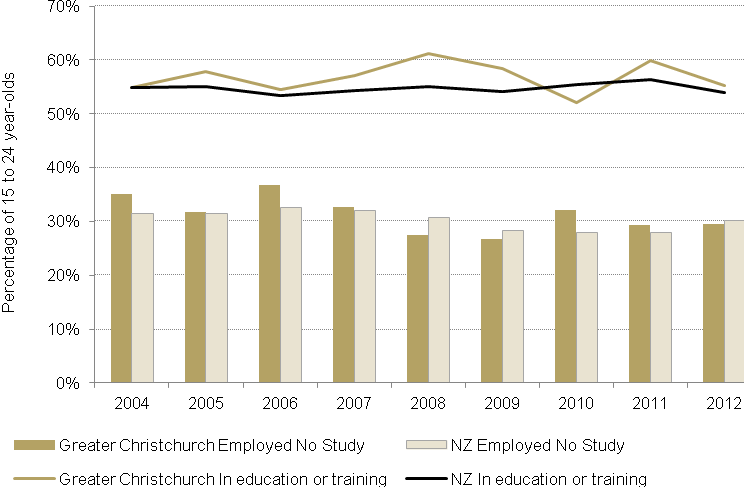 70%
60%
50%
40%
30%
20%
10%
0%
Percentage of 15 to 24 year-olds
2004 2005 2006 2007 2008 2009 2010 2011 2012
Greater Christchurch Employed No Study NZ Employed No Study
Greater Christchurch In education or training NZ In education or training